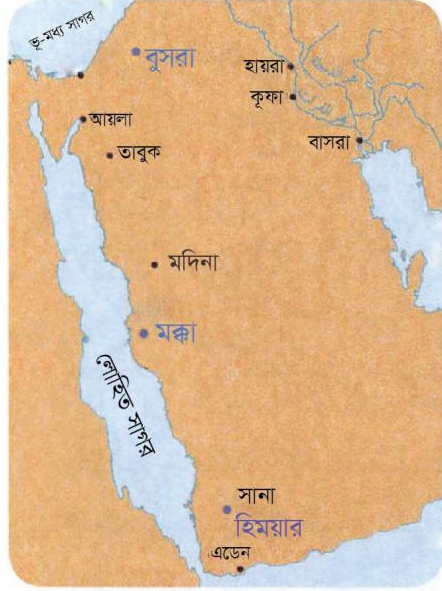 ভূ-মধ্য সাগর
বুসরা
হায়রা
কূফা
আয়লা
বাসরা
তাবুক
মদিনা
মক্কা
লোহিত সাগর
সানা
হিময়ার
এডেন